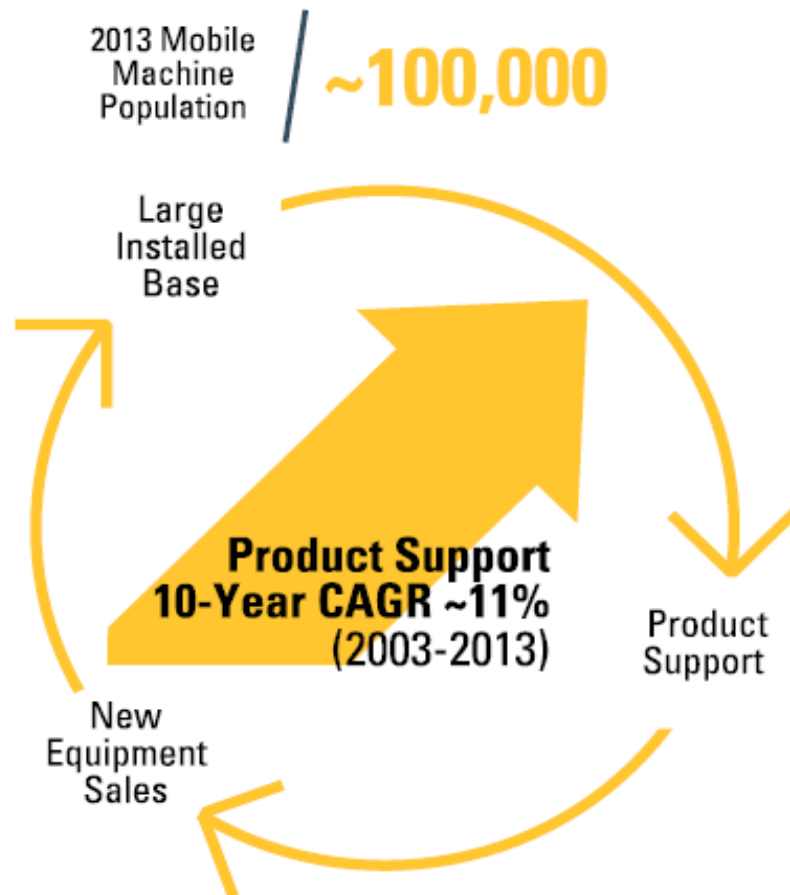 2013 Mobile
Machine
Population
~100,000
Large
Installed
Base
Product Support
10-Year CAGR ~11%
(2003-2013)
Product
Support
New
Equipment
Sales